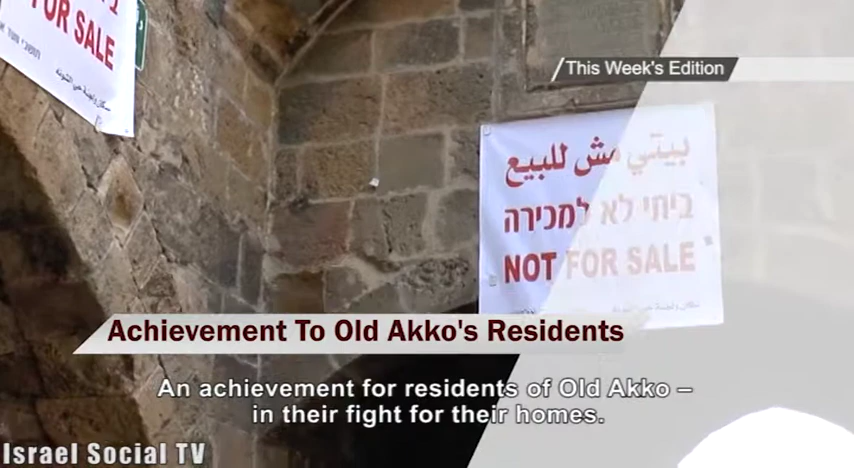 FOR SALE
This Week's Edition
بيتي مش للبيع
ביתי לא למכירה
NOT FOR SALE
Achievement To Old Akko's Residents
An achievement for residents of Old Akko –
in their fight for their homes.
Israel Social TV